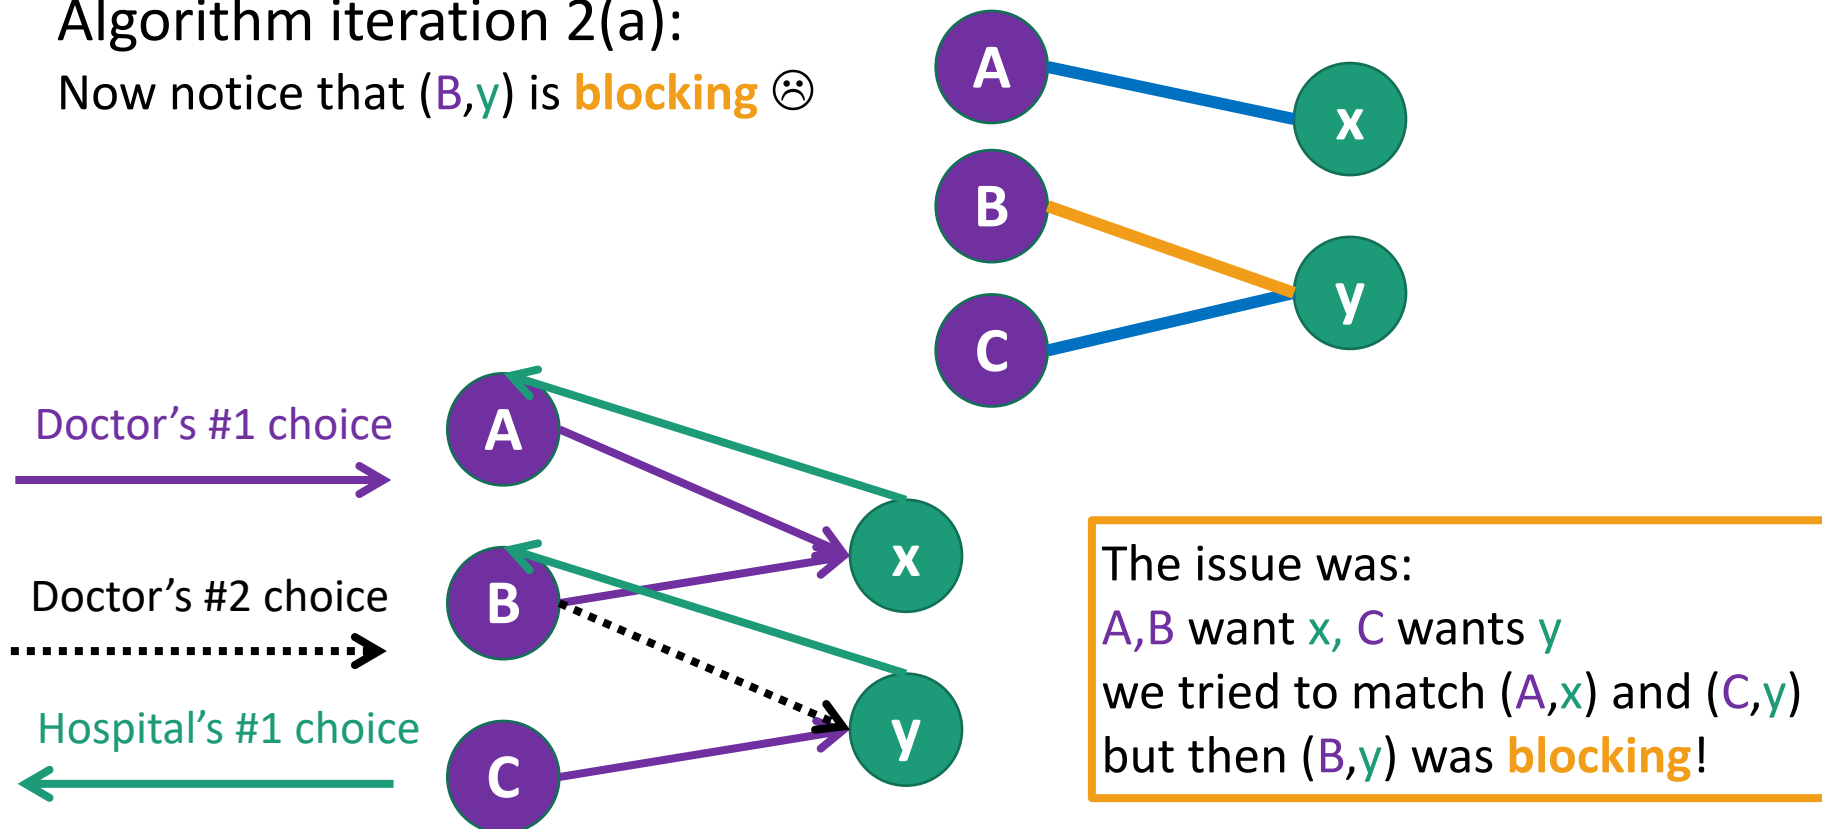 Algorithm iteration 2(a):
Now notice that (B,y) is blocking ☹
A
x
B
y
C
Doctor's #1 choice
A
x
Doctor's #2 choice
B
Hospital's #1 choice
y
C
The issue was:
A,B want x, C wants y
we tried to match (A,x) and (C,y)
but then (B,y) was blocking!